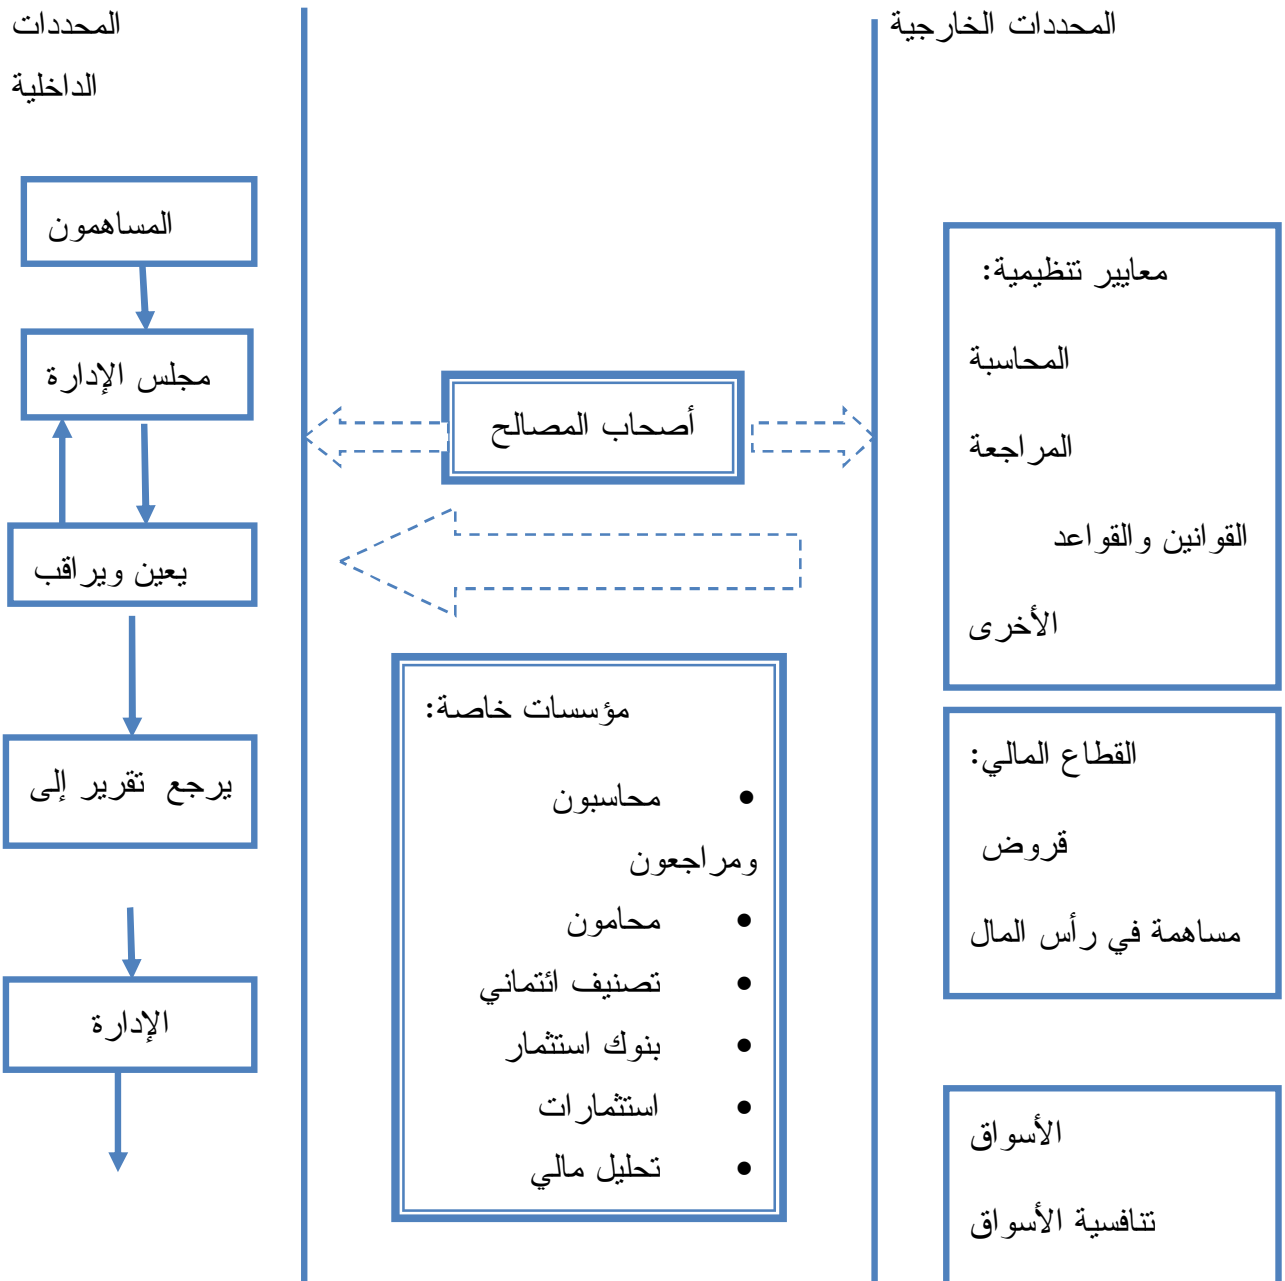 المحددات الخارجية
معايير تنظيمية:
المحاسبة
المراجعة
القوانين والقواعد
الأخرى
القطاع المالي:
قروض
مساهمة في رأس المال
الأسواق
تنافسية الأسواق
أصحاب المصالح
مؤسسات خاصة:
• محاسبون
ومراجعون
• محامون
• تصنيف ائتماني
• بنوك استثمار
• استثمارات
• تحليل مالي
المحددات
الداخلية
المساهمون
مجلس الإدارة
يعين ويراقب
يرجع تقرير إلى
الإدارة